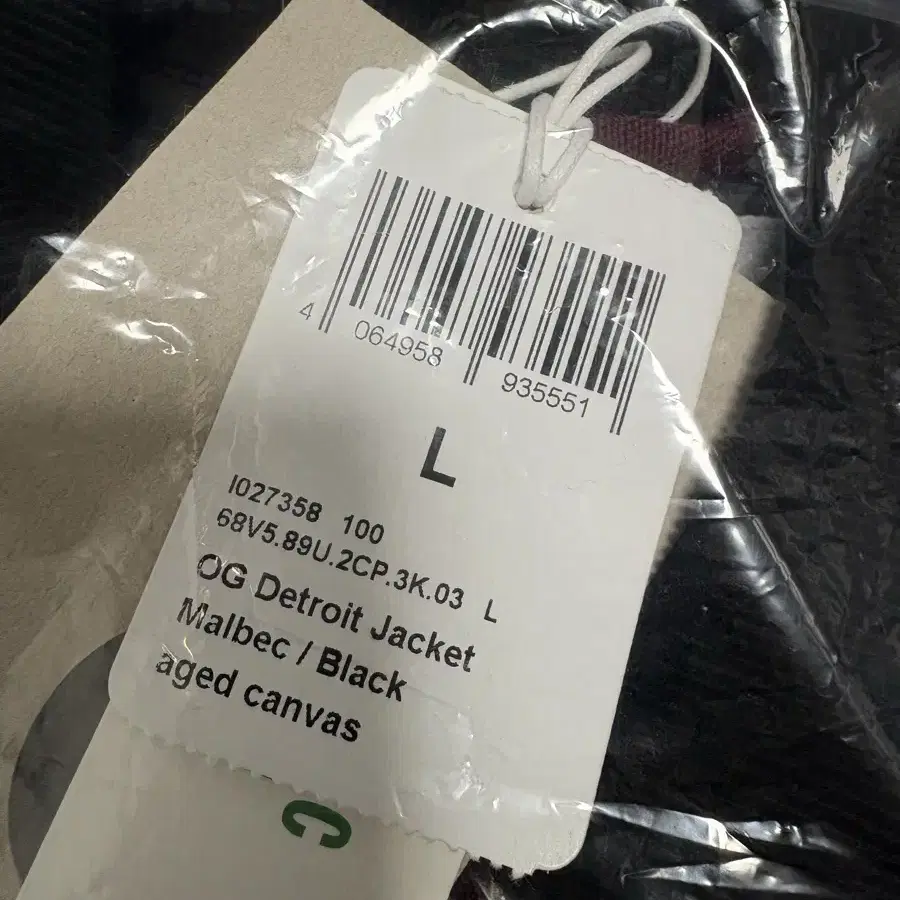 4 064958 935551
L
I027358 100
68V5.89U.2CP.3K.03 L
OG Detroit Jacket
Malbec / Black
aged canvas
C